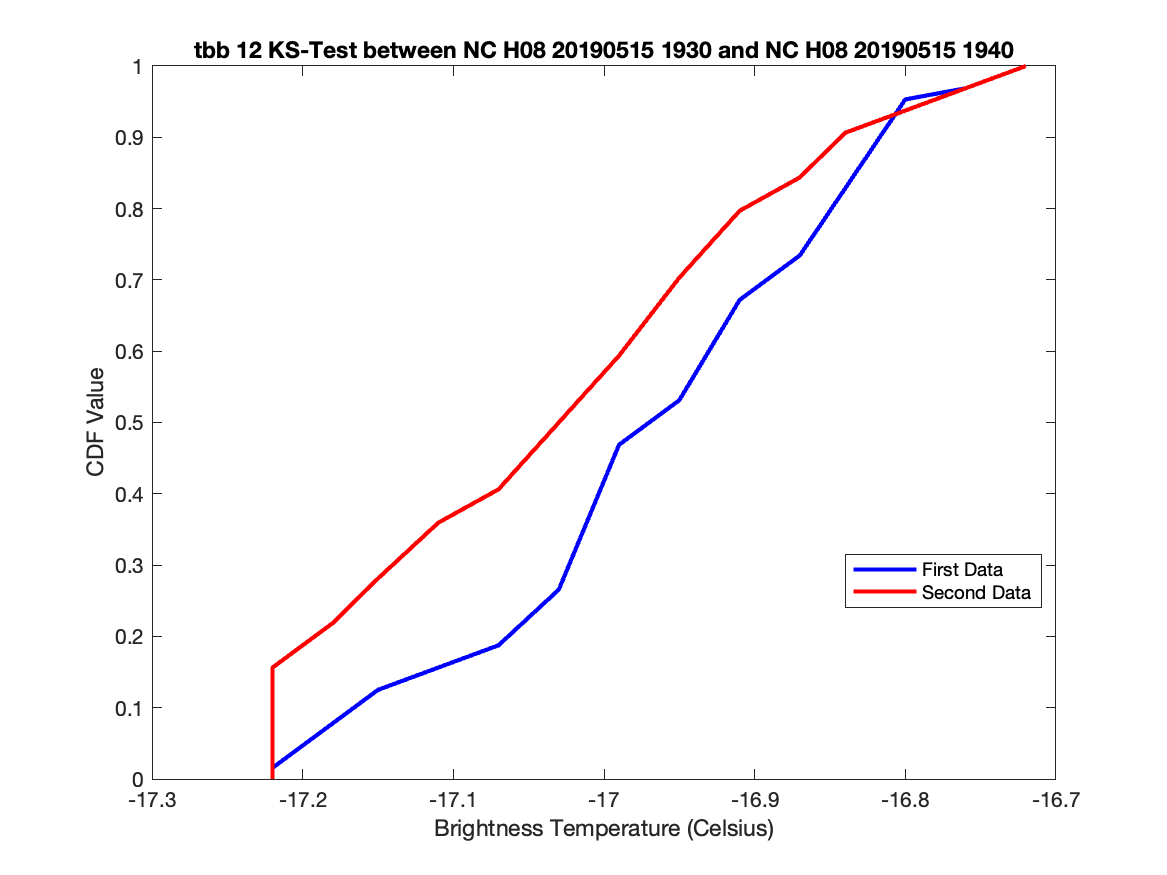 tbb 12 KS-Test between NC H08 20190515 1930 and NC H08 20190515 1940
1
0.9
0.8
0.7
0.6
0.5
0.4
0.3
0.2
0.1
0
CDF Value
First Data
Second Data
-17.3 -17.2 -17.1 -17 -16.9 -16.8 -16.7
Brightness Temperature (Celsius)